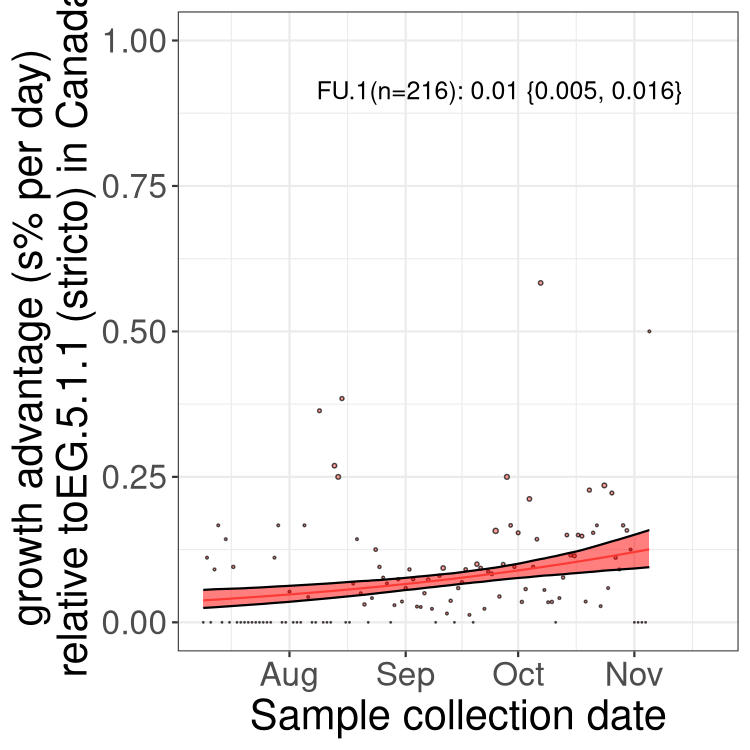 growth advantage (s% per day)
relative toEG.5.1.1 (stricto) in Canada
1.00
0.75
0.50
0.25
0.00
FU.1(n=216): 0.01 {0.005, 0.016}
Aug
Sep
Oct
Nov
Sample collection date